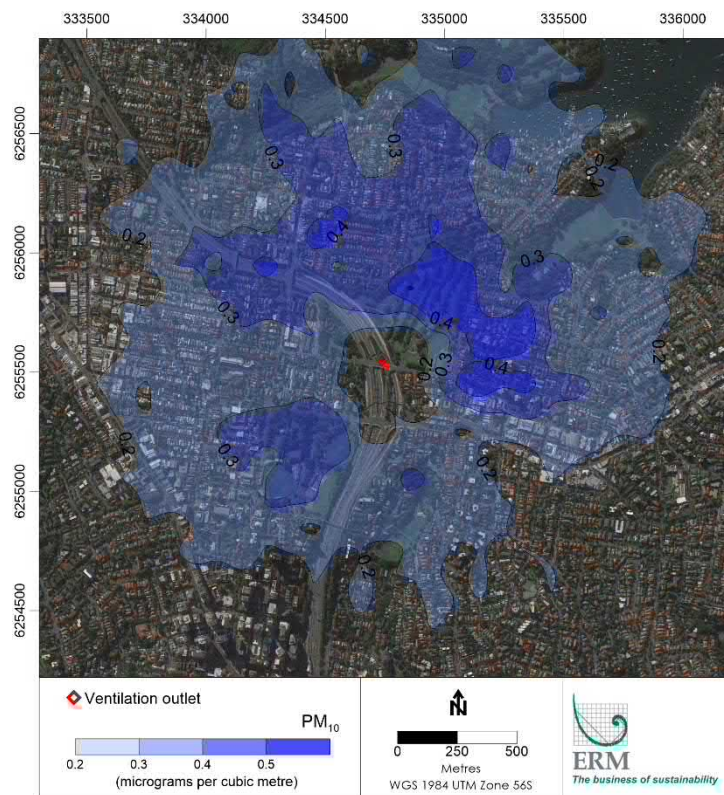 333500 334000 334500 335000 335500 336000
6256500
6256000
6255500
6255000
6254500
0.3
0.3
0.2
0.2
0.4
0.2
0.3
0.3
0.4
0.2
0.3
0.4
0.2
0.3
0.2
0.2
0.2
Ventilation outlet
PM10
0.2 0.3 0.4 0.5
(micrograms per cubic metre)
N
0 250 500
Metres
WGS 1984 UTM Zone 56S
ERM
The business of sustainability